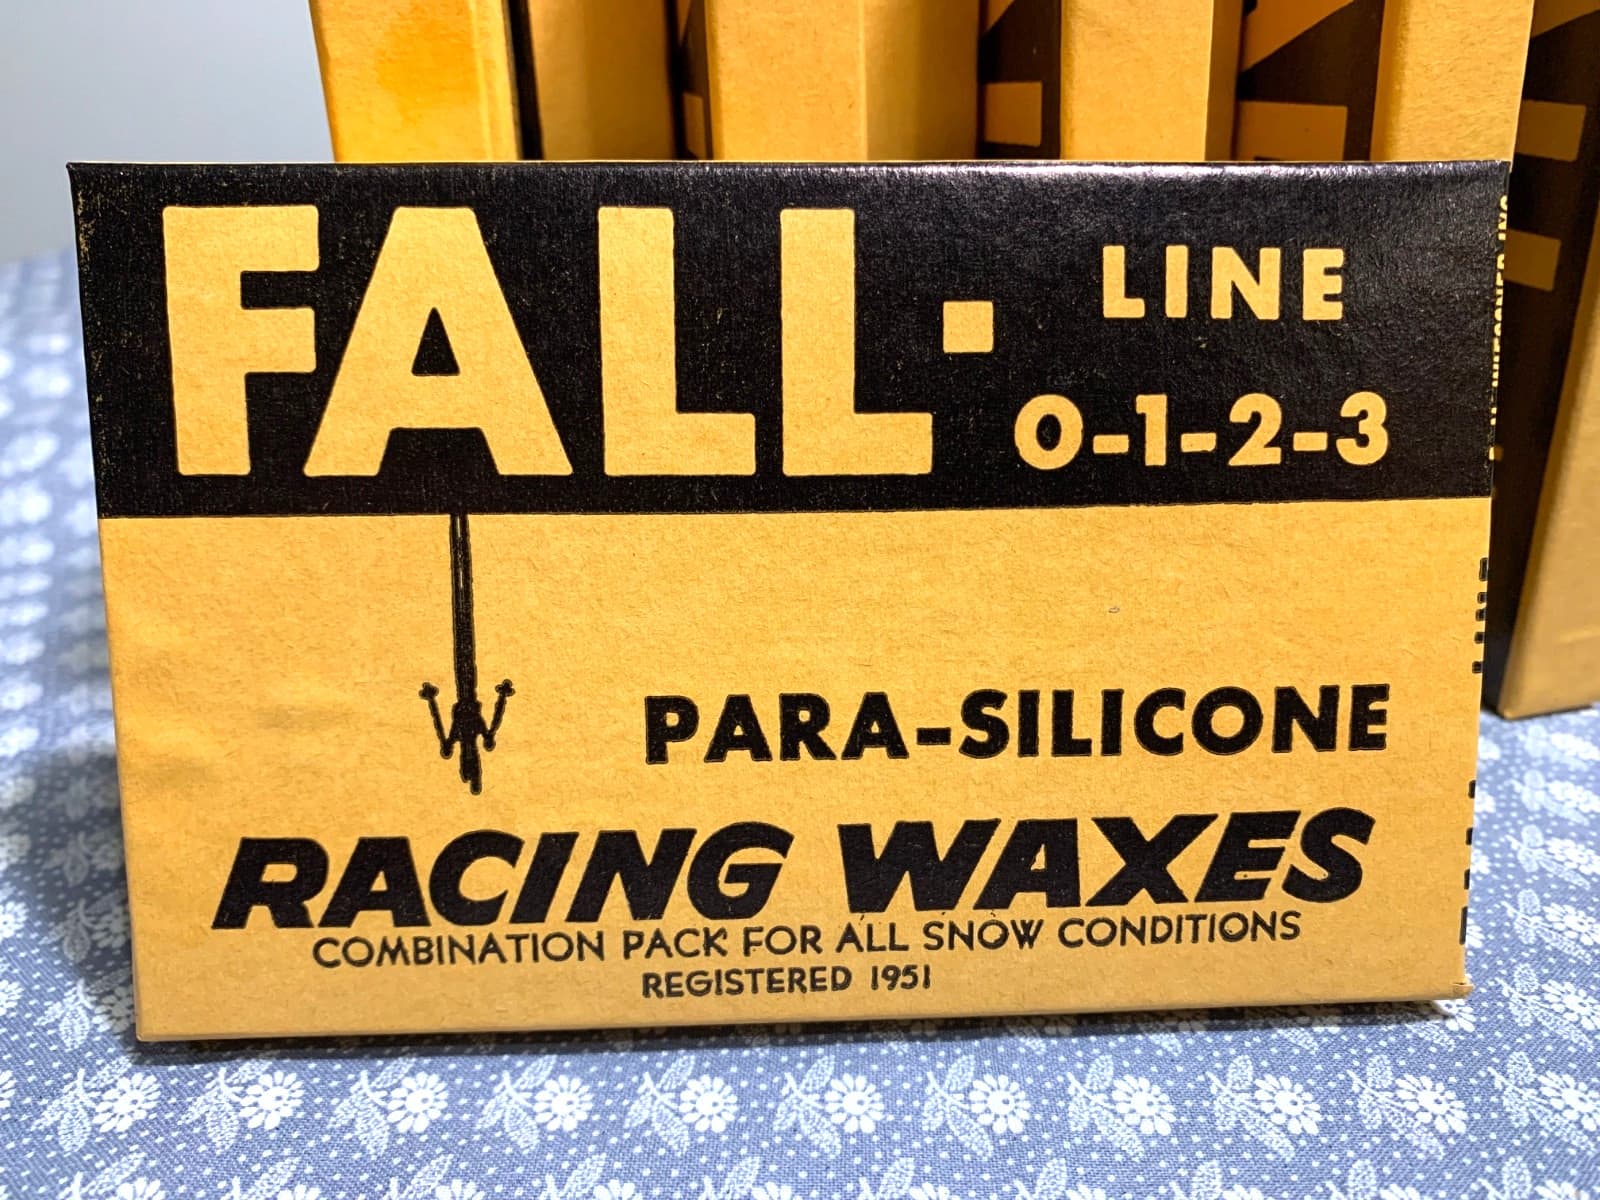 FALL-LINE
0-1-2-3
PARA-SILICONE
RACING WAXES
COMBINATION PACK FOR ALL SNOW CONDITIONS
REGISTERED 1951